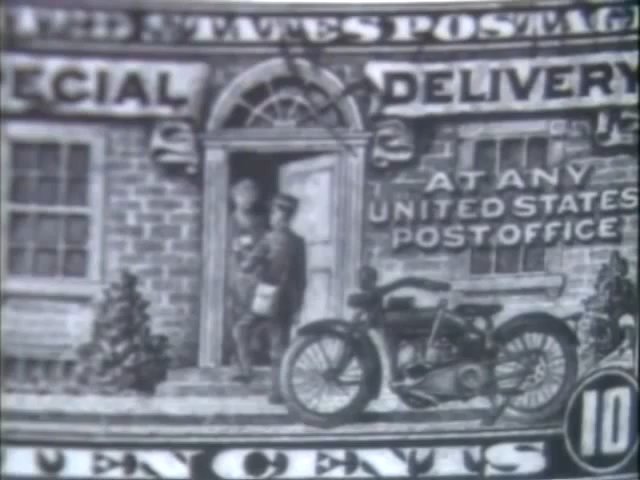 TED STATES POSTAG
ECIAL DELIVERY
AT ANY
UNITED STATES
POST OFFICE
10
TEN CENTS